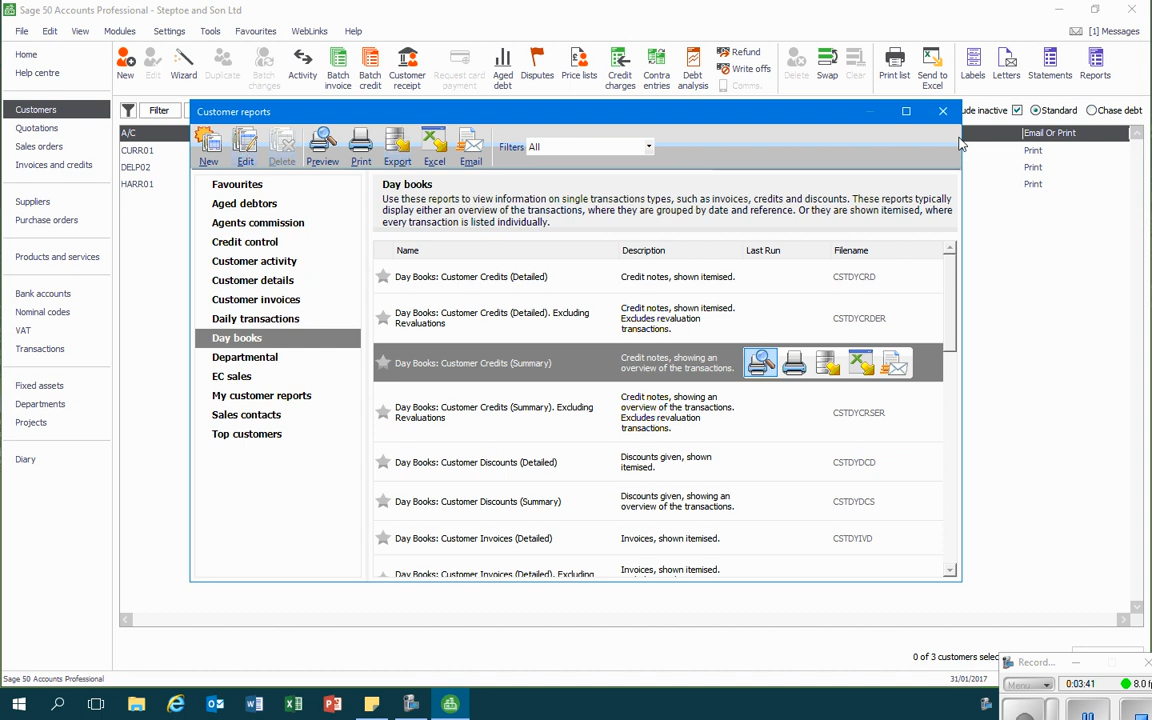 Sage 50 Accounts Professional - Steptoe and Son Ltd
File Edit View Modules Settings Tools Favourites WebLinks Help [1] Messages
Home
Help centre
New Edit Wizard Duplicate Batch changes Activity Batch invoice Batch credit Customer receipt Request card payment Aged debt Disputes Price lists Credit charges Contra entries Debt analysis Refund Write offs Comms. Delete Swap Clear Print list Send to Excel Labels Letters Statements Reports
Customers
Quotations
Sales orders
Invoices and credits
Suppliers
Purchase orders
Products and services
Bank accounts
Nominal codes
VAT
Transactions
Fixed assets
Departments
Projects
Diary
Filter
inactive Standard Chase debt
A/C Email Or Print
CURR01 Print
DELP02 Print
HARR01 Print
Customer reports
New Edit Delete Preview Print Export Excel Email Filters All
Favourites
Aged debtors
Agents commission
Credit control
Customer activity
Customer details
Customer invoices
Daily transactions
Day books
Departmental
EC sales
My customer reports
Sales contacts
Top customers
Day books
Use these reports to view information on single transactions types, such as invoices, credits and discounts. These reports typically
display either an overview of the transactions, where they are grouped by date and reference. Or they are shown itemised, where
every transaction is listed individually.
Name Description Last Run Filename
Day Books: Customer Credits (Detailed) Credit notes, shown itemised. CSTDYCRD
Day Books: Customer Credits (Detailed). Excluding
Revaluations
Credit notes, shown itemised.
Excludes revaluation
transactions.
CSTDYCRDER
Day Books: Customer Credits (Summary)
Credit notes, showing an
overview of the transactions.
Day Books: Customer Credits (Summary). Excluding
Revaluations
Credit notes, showing an
overview of the transactions.
Excludes revaluation
transactions.
CSTDYCRSER
Day Books: Customer Discounts (Detailed)
Discounts given, shown
itemised.
CSTDYDCD
Day Books: Customer Discounts (Summary)
Discounts given, showing an
overview of the transactions.
CSTDYDCS
Day Books: Customer Invoices (Detailed) Invoices, shown itemised. CSTDYIVD
Day Books: Customer Invoices (Detailed). Excluding
Invoices, shown itemised.
0 of 3 customers
Sage 50 Accounts Professional 31/01/2017
Record...
Menu
0:03:41 8.0